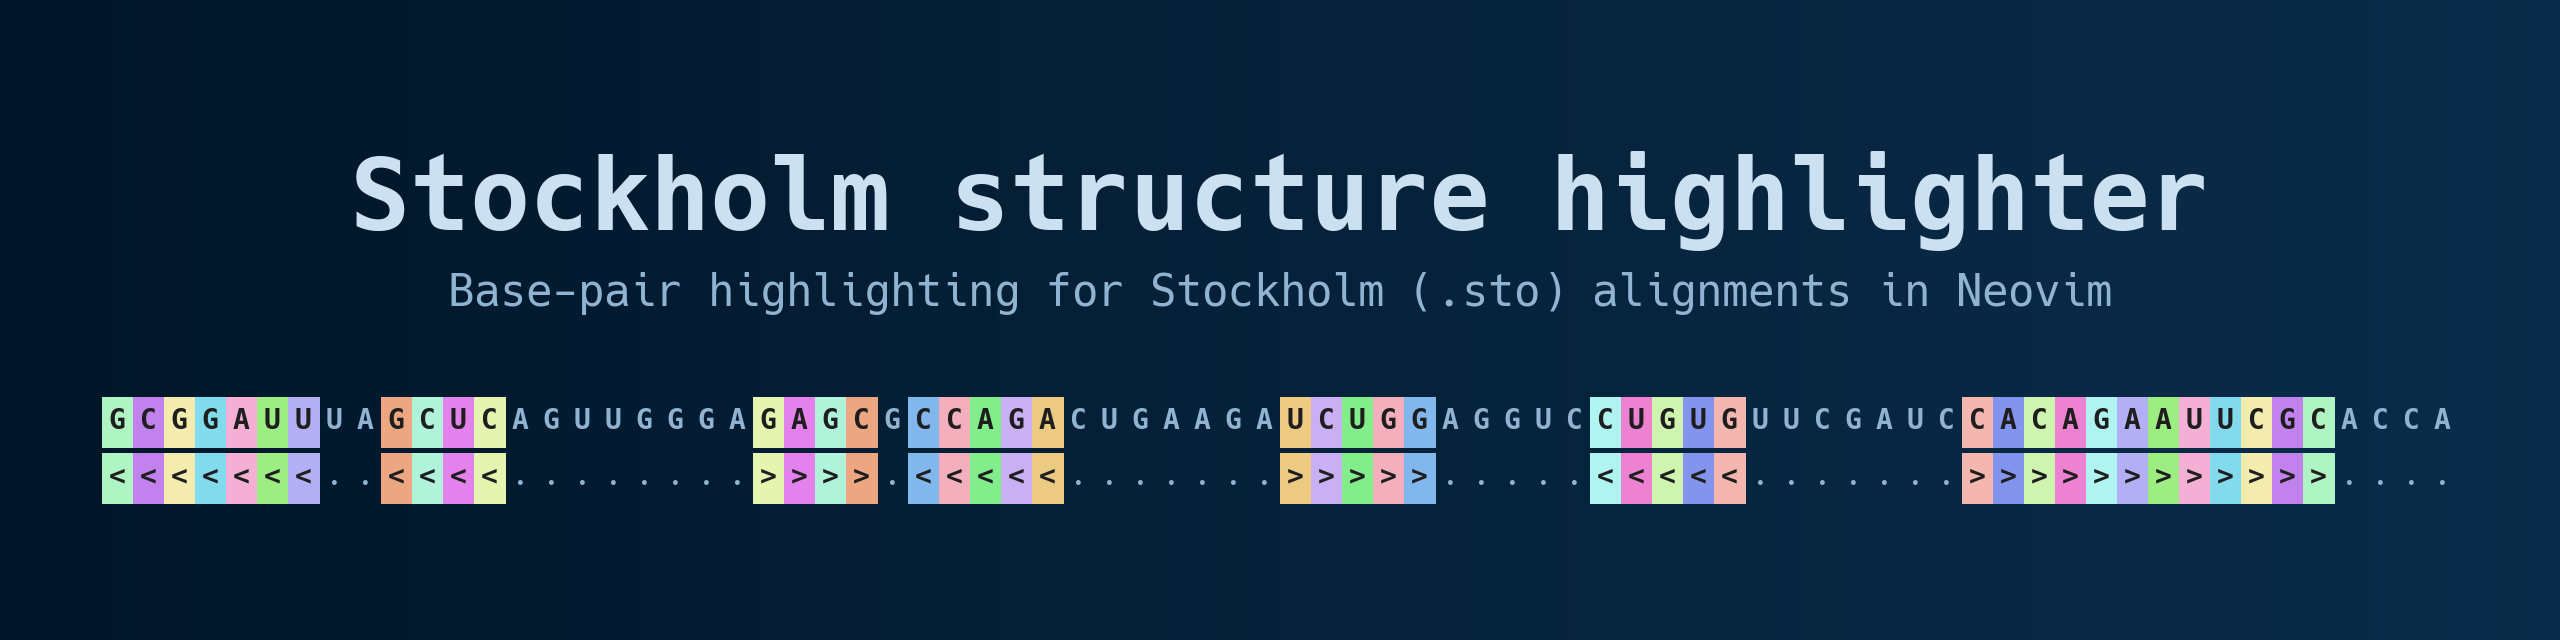 Stockholm structure highlighter
Base-pair highlighting for Stockholm (.sto) alignments in Neovim
GCGGAUUUAGCUCAGUUGGGAGAGCGCCAGACUGAAGAUCUGGAGGUCCUGUGUUCGAUCCACAGAAUUCGCACCA
<<<<<<<..<<<<........>>>>.<<<<<.......>>>>>.....<<<<<.......>>>>>>>>>>>>....